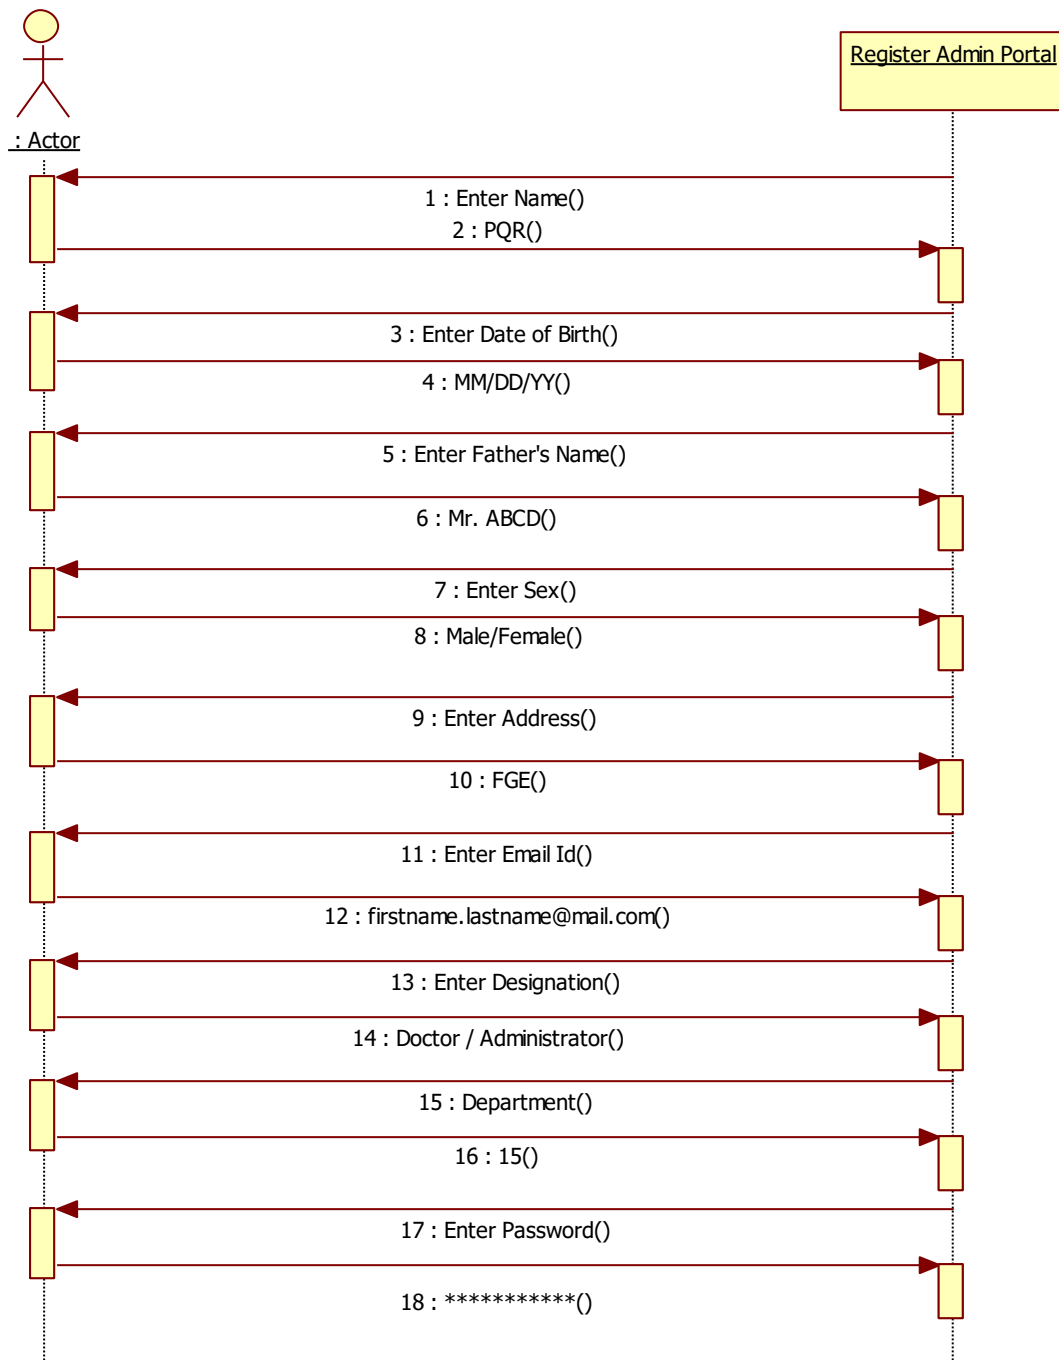 Register Admin Portal
: Actor
1 : Enter Name()
2 : PQR()
3 : Enter Date of Birth()
4 : MM/DD/YY()
5 : Enter Father's Name()
6 : Mr. ABCD()
7 : Enter Sex()
8 : Male/Female()
9 : Enter Address()
10 : FGE()
11 : Enter Email Id()
12 : firstname.lastname@mail.com()
13 : Enter Designation()
14 : Doctor / Administrator()
15 : Department()
16 : 15()
17 : Enter Password()
18 : ***********()